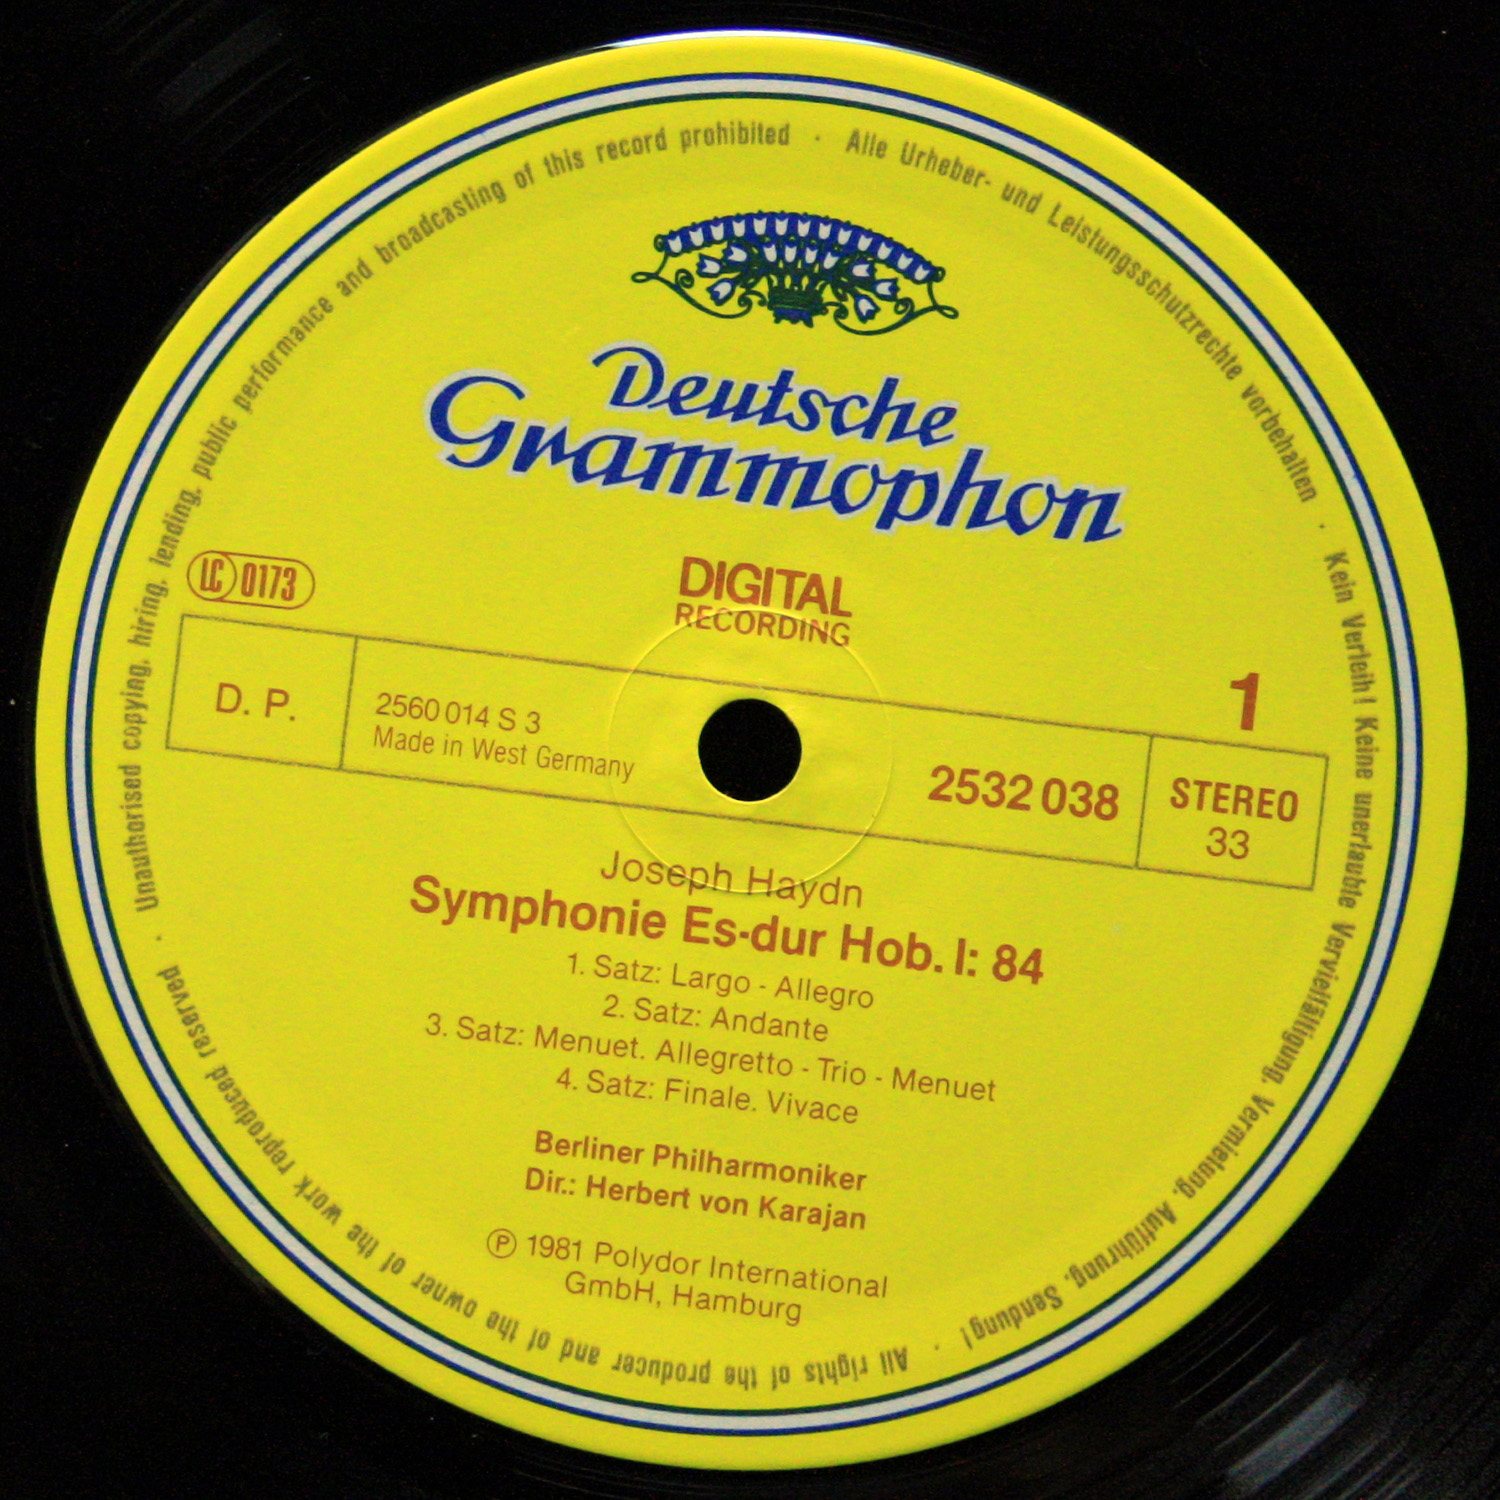 Deutsche
Grammophon
DIGITAL
RECORDING
LC 0173
1
D. P.
2560 014 S 3
Made in West Germany
2532 038
STEREO
33
Joseph Haydn
Symphonie Es-dur Hob. I: 84
1. Satz: Largo - Allegro
2. Satz: Andante
3. Satz: Menuet. Allegretto - Trio - Menuet
4. Satz: Finale. Vivace
Berliner Philharmoniker
Dir.: Herbert von Karajan
Ⓟ 1981 Polydor International
GmbH, Hamburg
Alle Urheber- und Leistungsschutzrechte vorbehalten · Kein Verleih! Keine unerlaubte Vervielfältigung, Vermietung, Aufführung, Sendung! · All rights of the producer and of the owner of the work reproduced reserved · Unauthorised copying, hiring, lending, public performance and broadcasting of this record prohibited ·